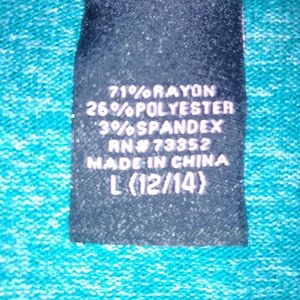 71%RAYON
26%POLYESTER
3%SPANDEX
RN# 73352
MADE IN CHINA
L (12/14)